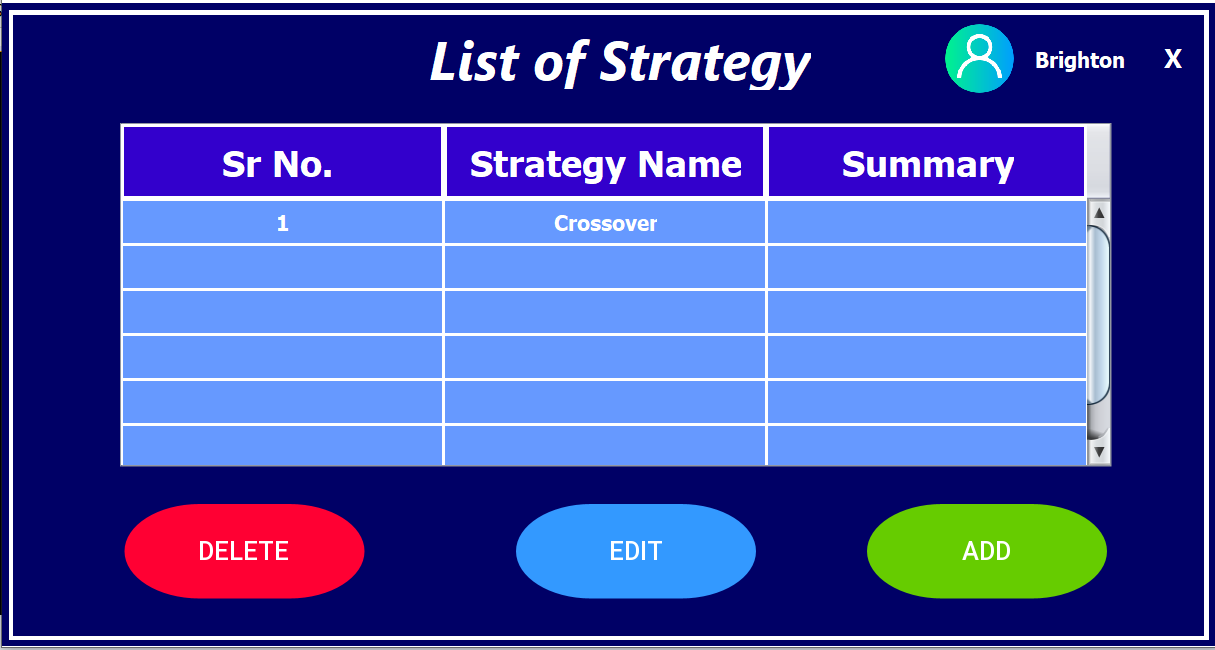 List of Strategy
Brighton X
Sr No. Strategy Name Summary
1 Crossover
DELETE EDIT ADD